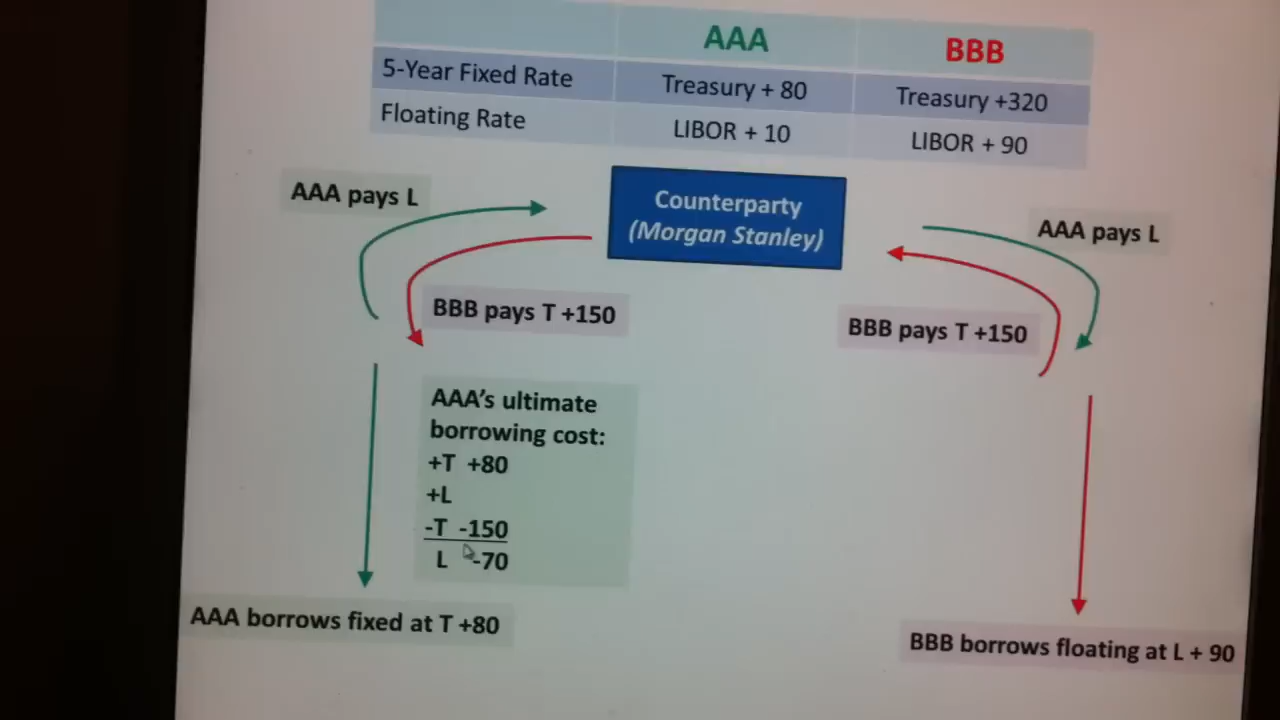 AAA BBB
5-Year Fixed Rate Treasury + 80 Treasury +320
Floating Rate LIBOR + 10 LIBOR + 90
AAA pays L
Counterparty
(Morgan Stanley)
AAA pays L
BBB pays T +150
BBB pays T +150
AAA's ultimate
borrowing cost:
+T +80
+L
-T -150
L -70
AAA borrows fixed at T +80
BBB borrows floating at L + 90